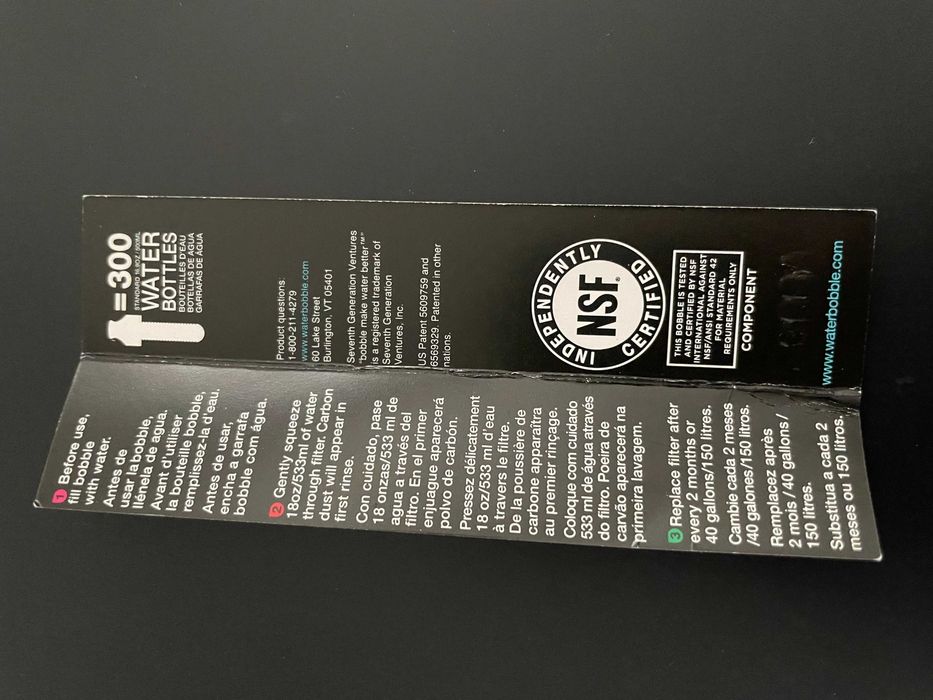 1 Before use,
fill bobble
with water.
Antes de
usar la bobble,
llénela de agua.
Avant d'utiliser
la bouteille bobble,
remplissez-la d'eau.
Antes de usar,
encha a garrafa
bobble com água.
2 Gently squeeze
18oz/533ml of water
through filter. Carbon
dust will appear in
first rinse.
Con cuidado, pase
18 onzas/533 ml de
agua a través del
filtro. En el primer
enjuague aparecerá
polvo de carbón.
Pressez délicatement
18 oz/533 ml d'eau
à travers le filtre.
De la poussière de
carbone apparaîtra
au premier rinçage.
Coloque com cuidado
533 ml de água através
do filtro. Poeira de
carvão aparecerá na
primeira lavagem.
3 Replace filter after
every 2 months or
40 gallons/150 litres.
Cambie cada 2 meses
/40 galones/150 litros.
Remplacez après
2 mois / 40 gallons /
150 litres.
Substitua a cada 2
meses ou 150 litros.
1 = 300
STANDARD 16.9OZ/500ML
WATER
BOTTLES
BOUTEILLES D'EAU
BOTELLAS DE AGUA
GARRAFAS DE ÁGUA
Product questions:
1-800-211-4279
www.waterbobble.com
60 Lake Street
Burlington, VT 05401
Seventh Generation Ventures
"bobble make water better"™
is a registered trademark of
Seventh Generation
Ventures, Inc.
US Patent 5609759 and
6569329. Patented in other
nations.
INDEPENDENTLY
NSF®
CERTIFIED
THIS BOBBLE IS TESTED
AND CERTIFIED BY NSF
INTERNATIONAL AGAINST
NSF/ANSI STANDARD 42
FOR MATERIAL
REQUIREMENTS ONLY
COMPONENT
www.waterbobble.com